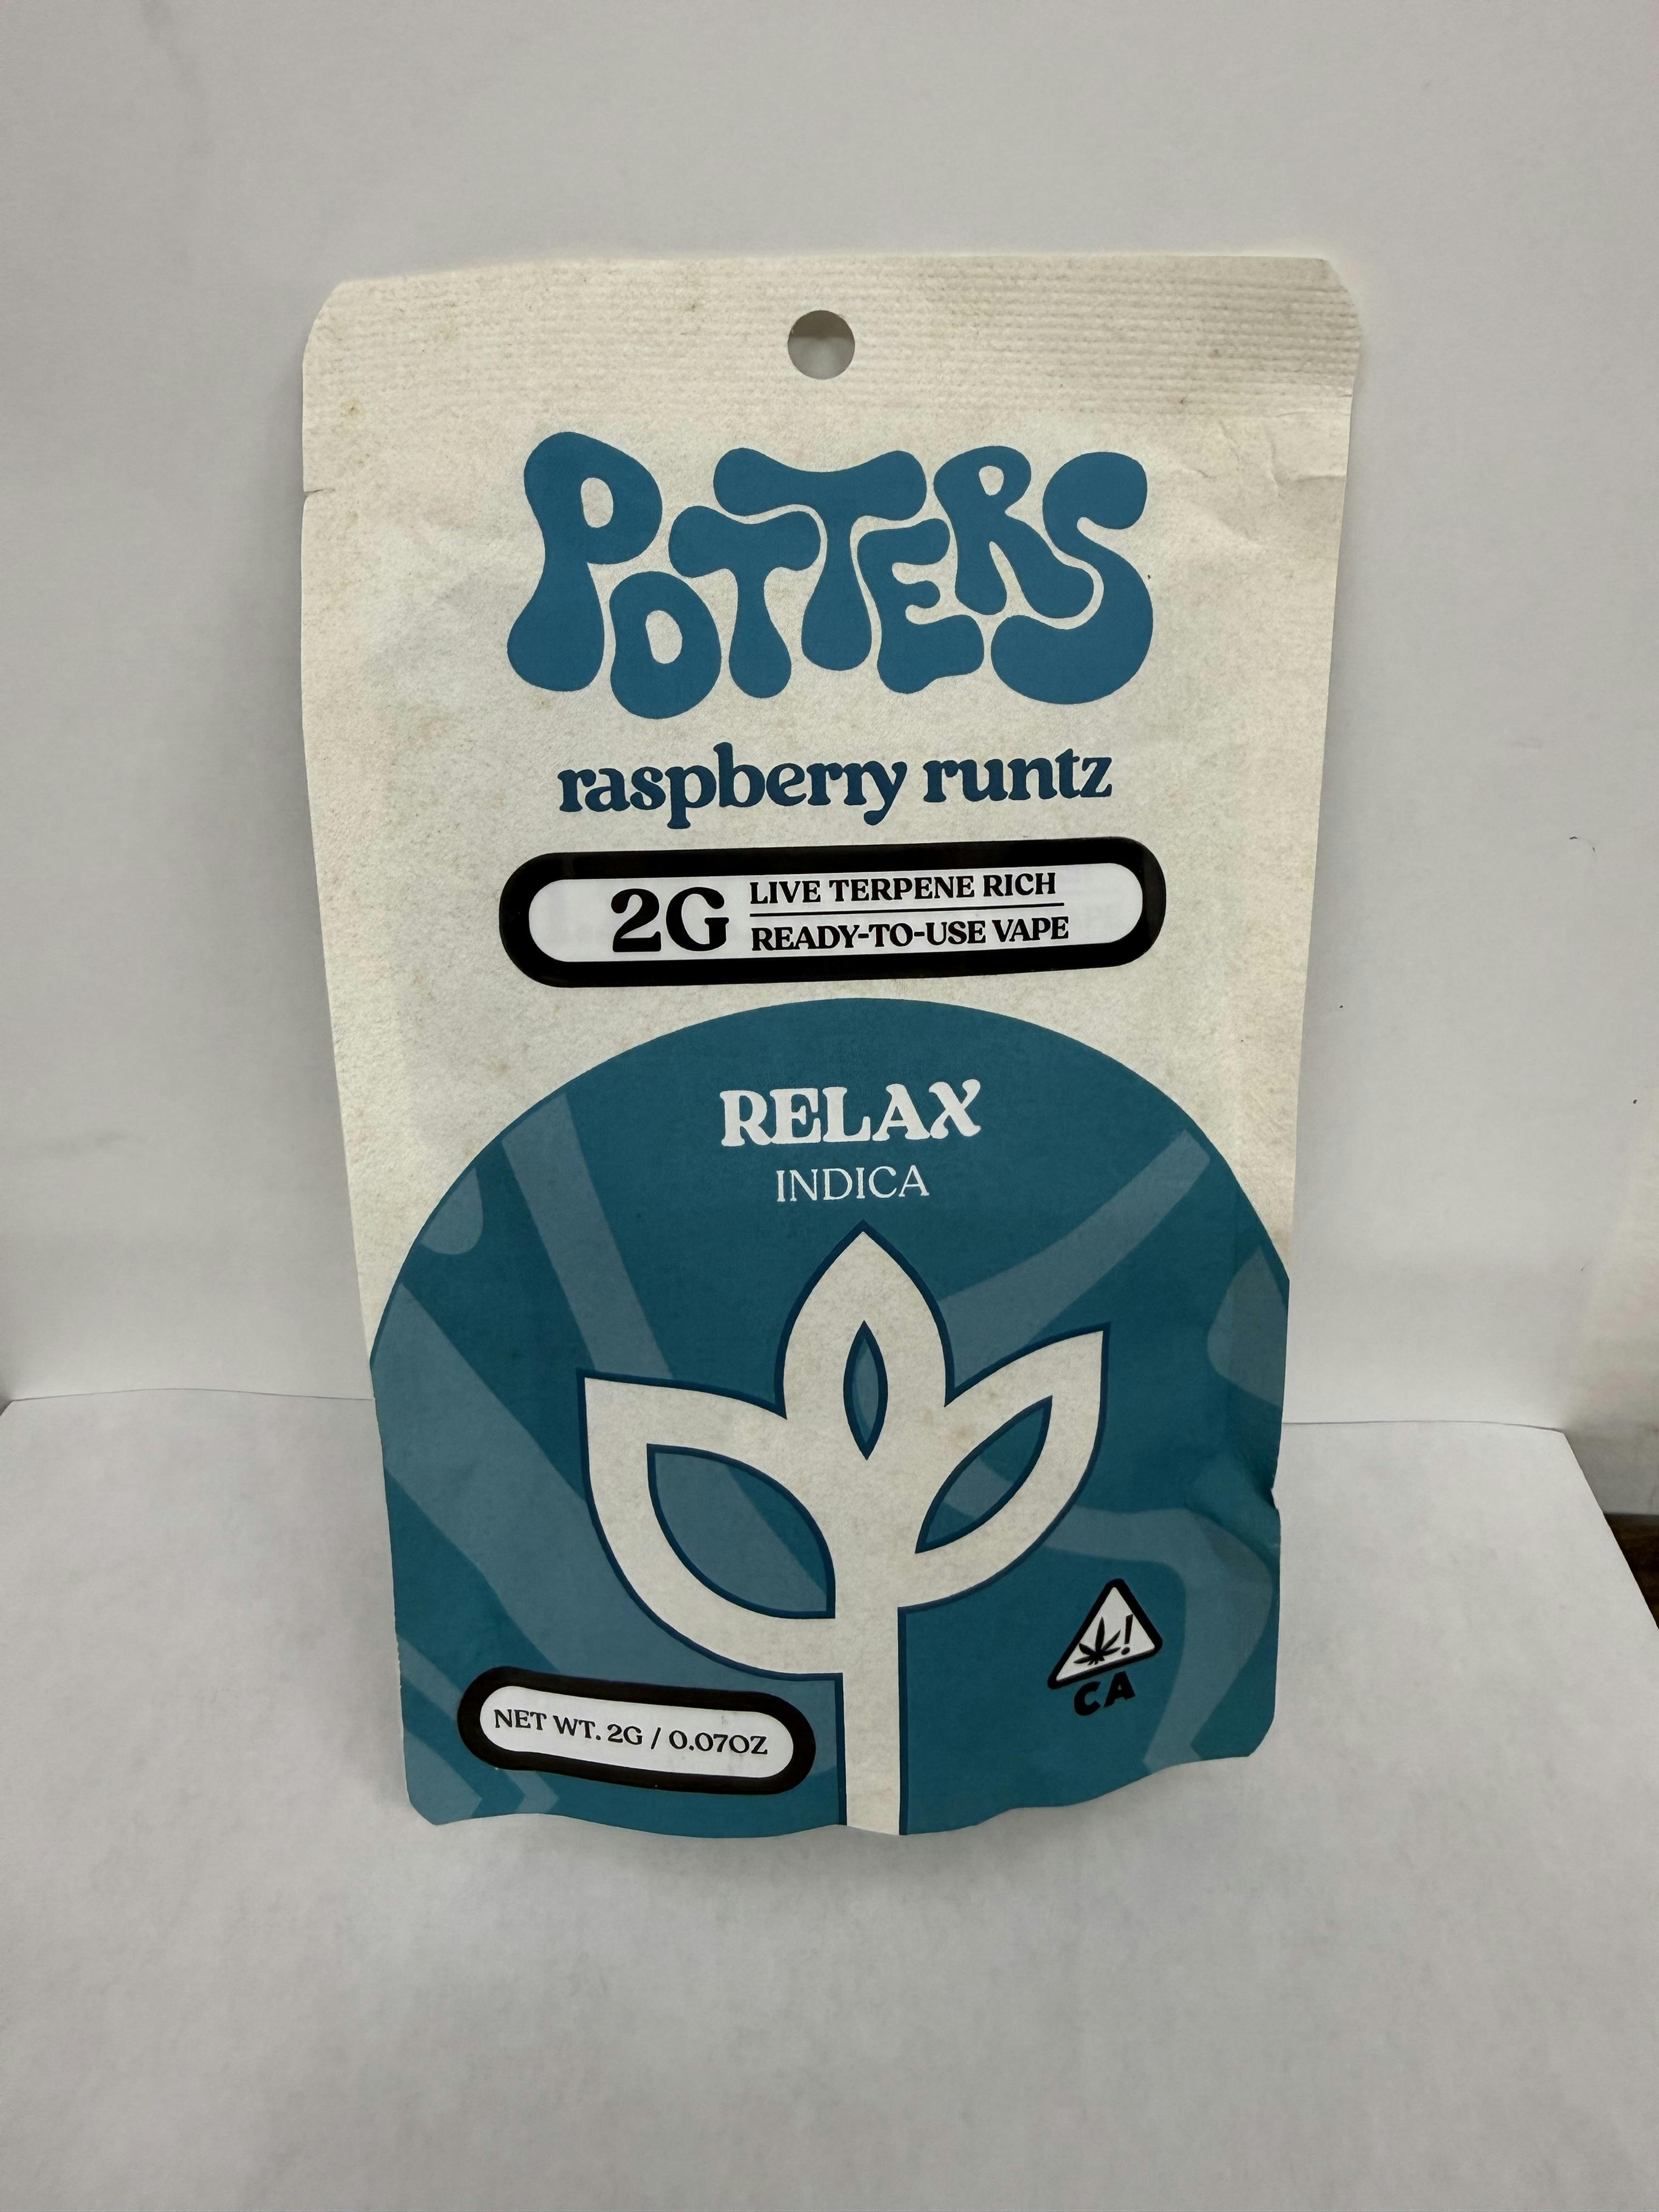 POTTERS
raspberry runtz
2G LIVE TERPENE RICH
READY-TO-USE VAPE
RELAX
INDICA
!
CA
NET WT. 2G / 0.07OZ